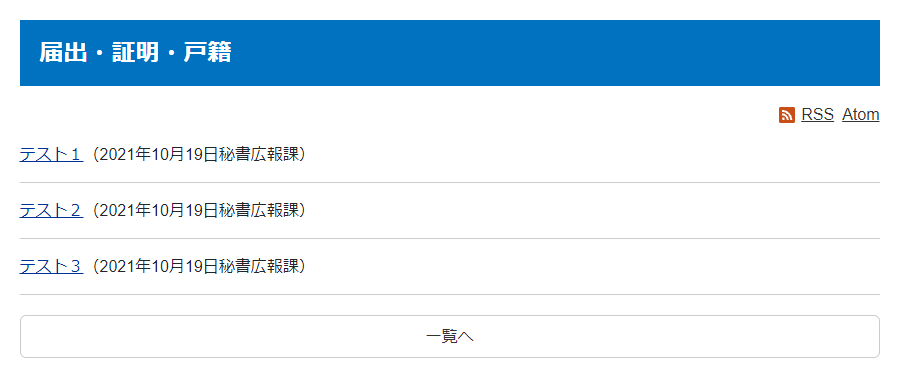 届出・証明・戸籍
RSS Atom
テスト１（2021年10月19日秘書広報課）
テスト２（2021年10月19日秘書広報課）
テスト３（2021年10月19日秘書広報課）
一覧へ